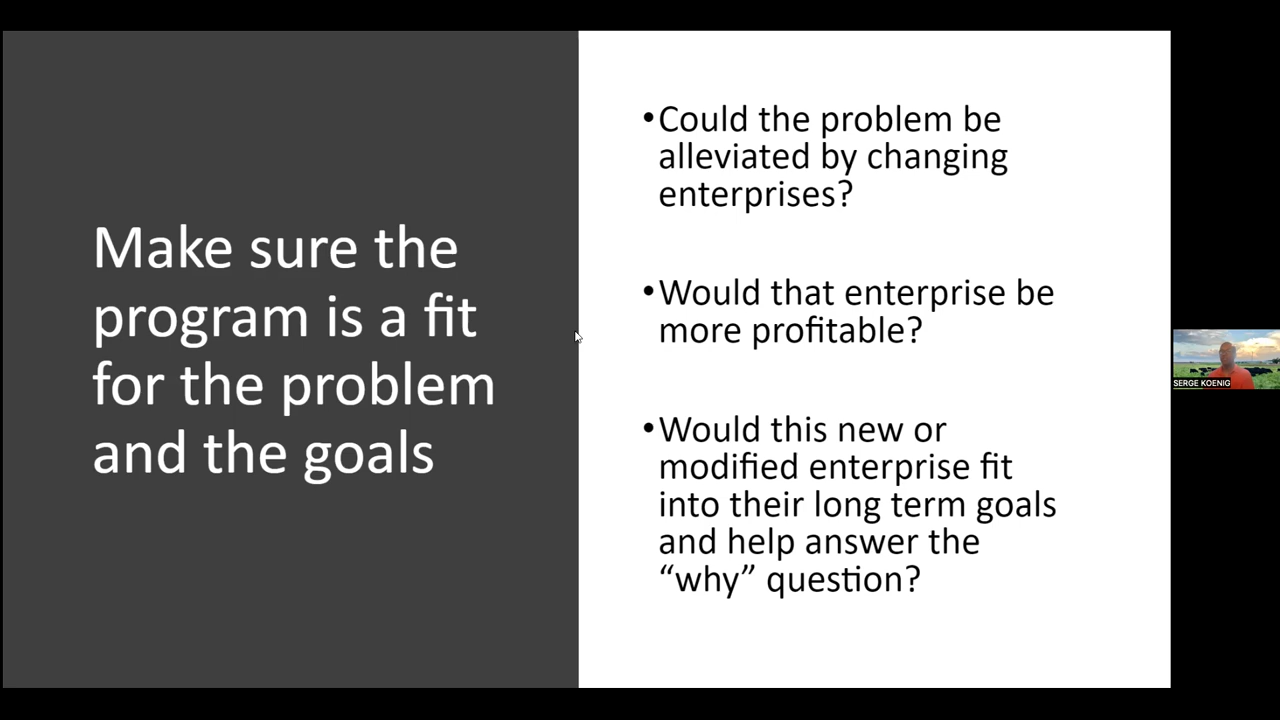 Make sure the
program is a fit
for the problem
and the goals
•Could the problem be
alleviated by changing
enterprises?
•Would that enterprise be
more profitable?
•Would this new or
modified enterprise fit
into their long term goals
and help answer the
“why” question?
SERGE KOENIG